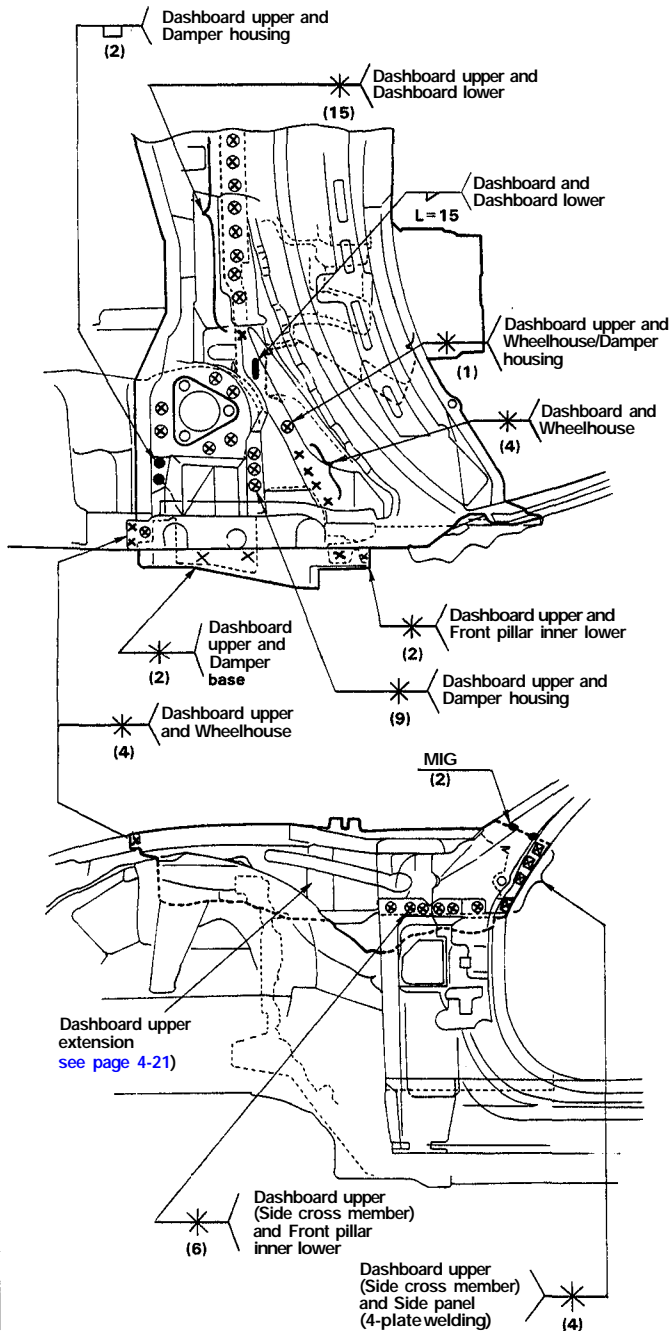 Dashboard upper and
Damper housing
(2)
Dashboard upper and
Dashboard lower
(15)
Dashboard and
Dashboard lower
L=15
Dashboard upper and
Wheelhouse/Damper
housing
(1)
Dashboard and
Wheelhouse
(4)
Dashboard upper and
Front pillar inner lower
(2)
Dashboard
upper and
Damper
base
(2)
Dashboard upper and
Damper housing
(9)
Dashboard upper
and Wheelhouse
(4)
MIG
(2)
Dashboard upper
extension
see page 4-21)
Dashboard upper
(Side cross member)
and Front pillar
inner lower
(6)
Dashboard upper
(Side cross member)
and Side panel
(4-plate welding)
(4)